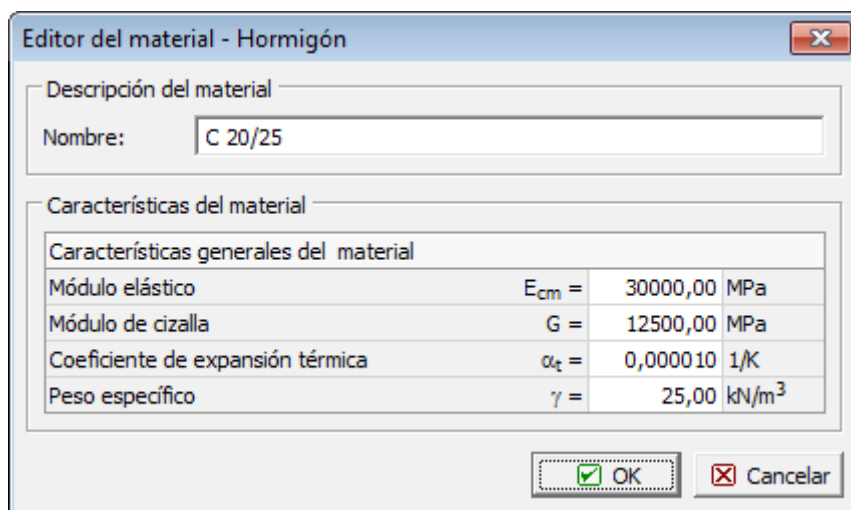 Editor del material - Hormigón
Descripción del material
Nombre: C 20/25
Características del material
Características generales del material
Módulo elástico Ecm = 30000,00 MPa
Módulo de cizalla G = 12500,00 MPa
Coeficiente de expansión térmica αt = 0,000010 1/K
Peso específico γ = 25,00 kN/m³
OK Cancelar